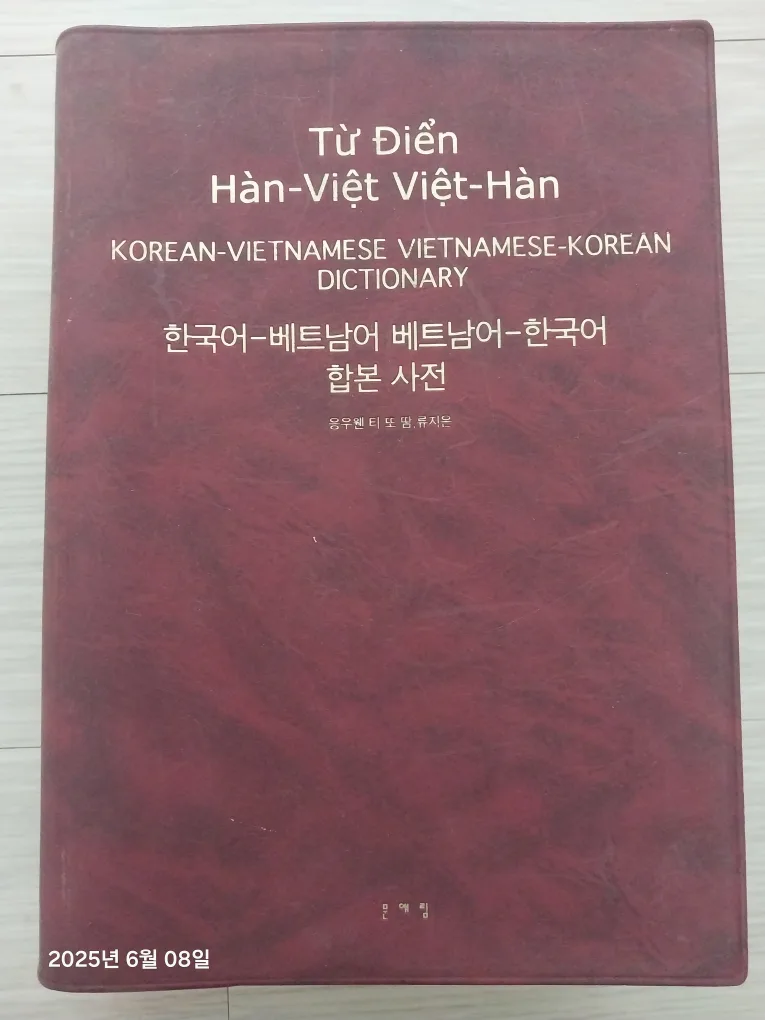 Từ Điển
Hàn-Việt Việt-Hàn
KOREAN-VIETNAMESE VIETNAMESE-KOREAN
DICTIONARY
한국어-베트남어 베트남어-한국어
합본 사전
응우웬 티 또 땀,류지은
문예림
2025년 6월 08일